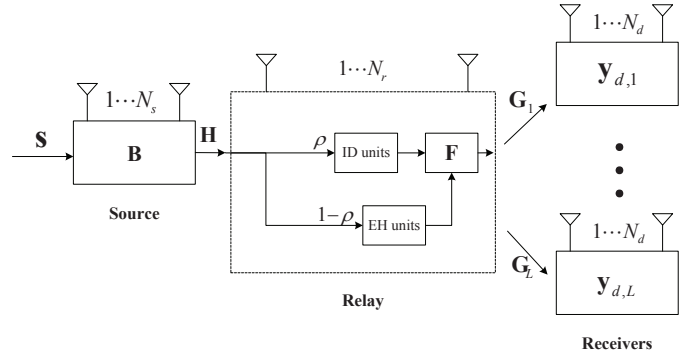 s
1⋯N_s
B
Source
H
1⋯N_r
ρ
ID units
F
1−ρ
EH units
Relay
G_1
G_L
1⋯N_d
y_{d,1}
1⋯N_d
y_{d,L}
Receivers